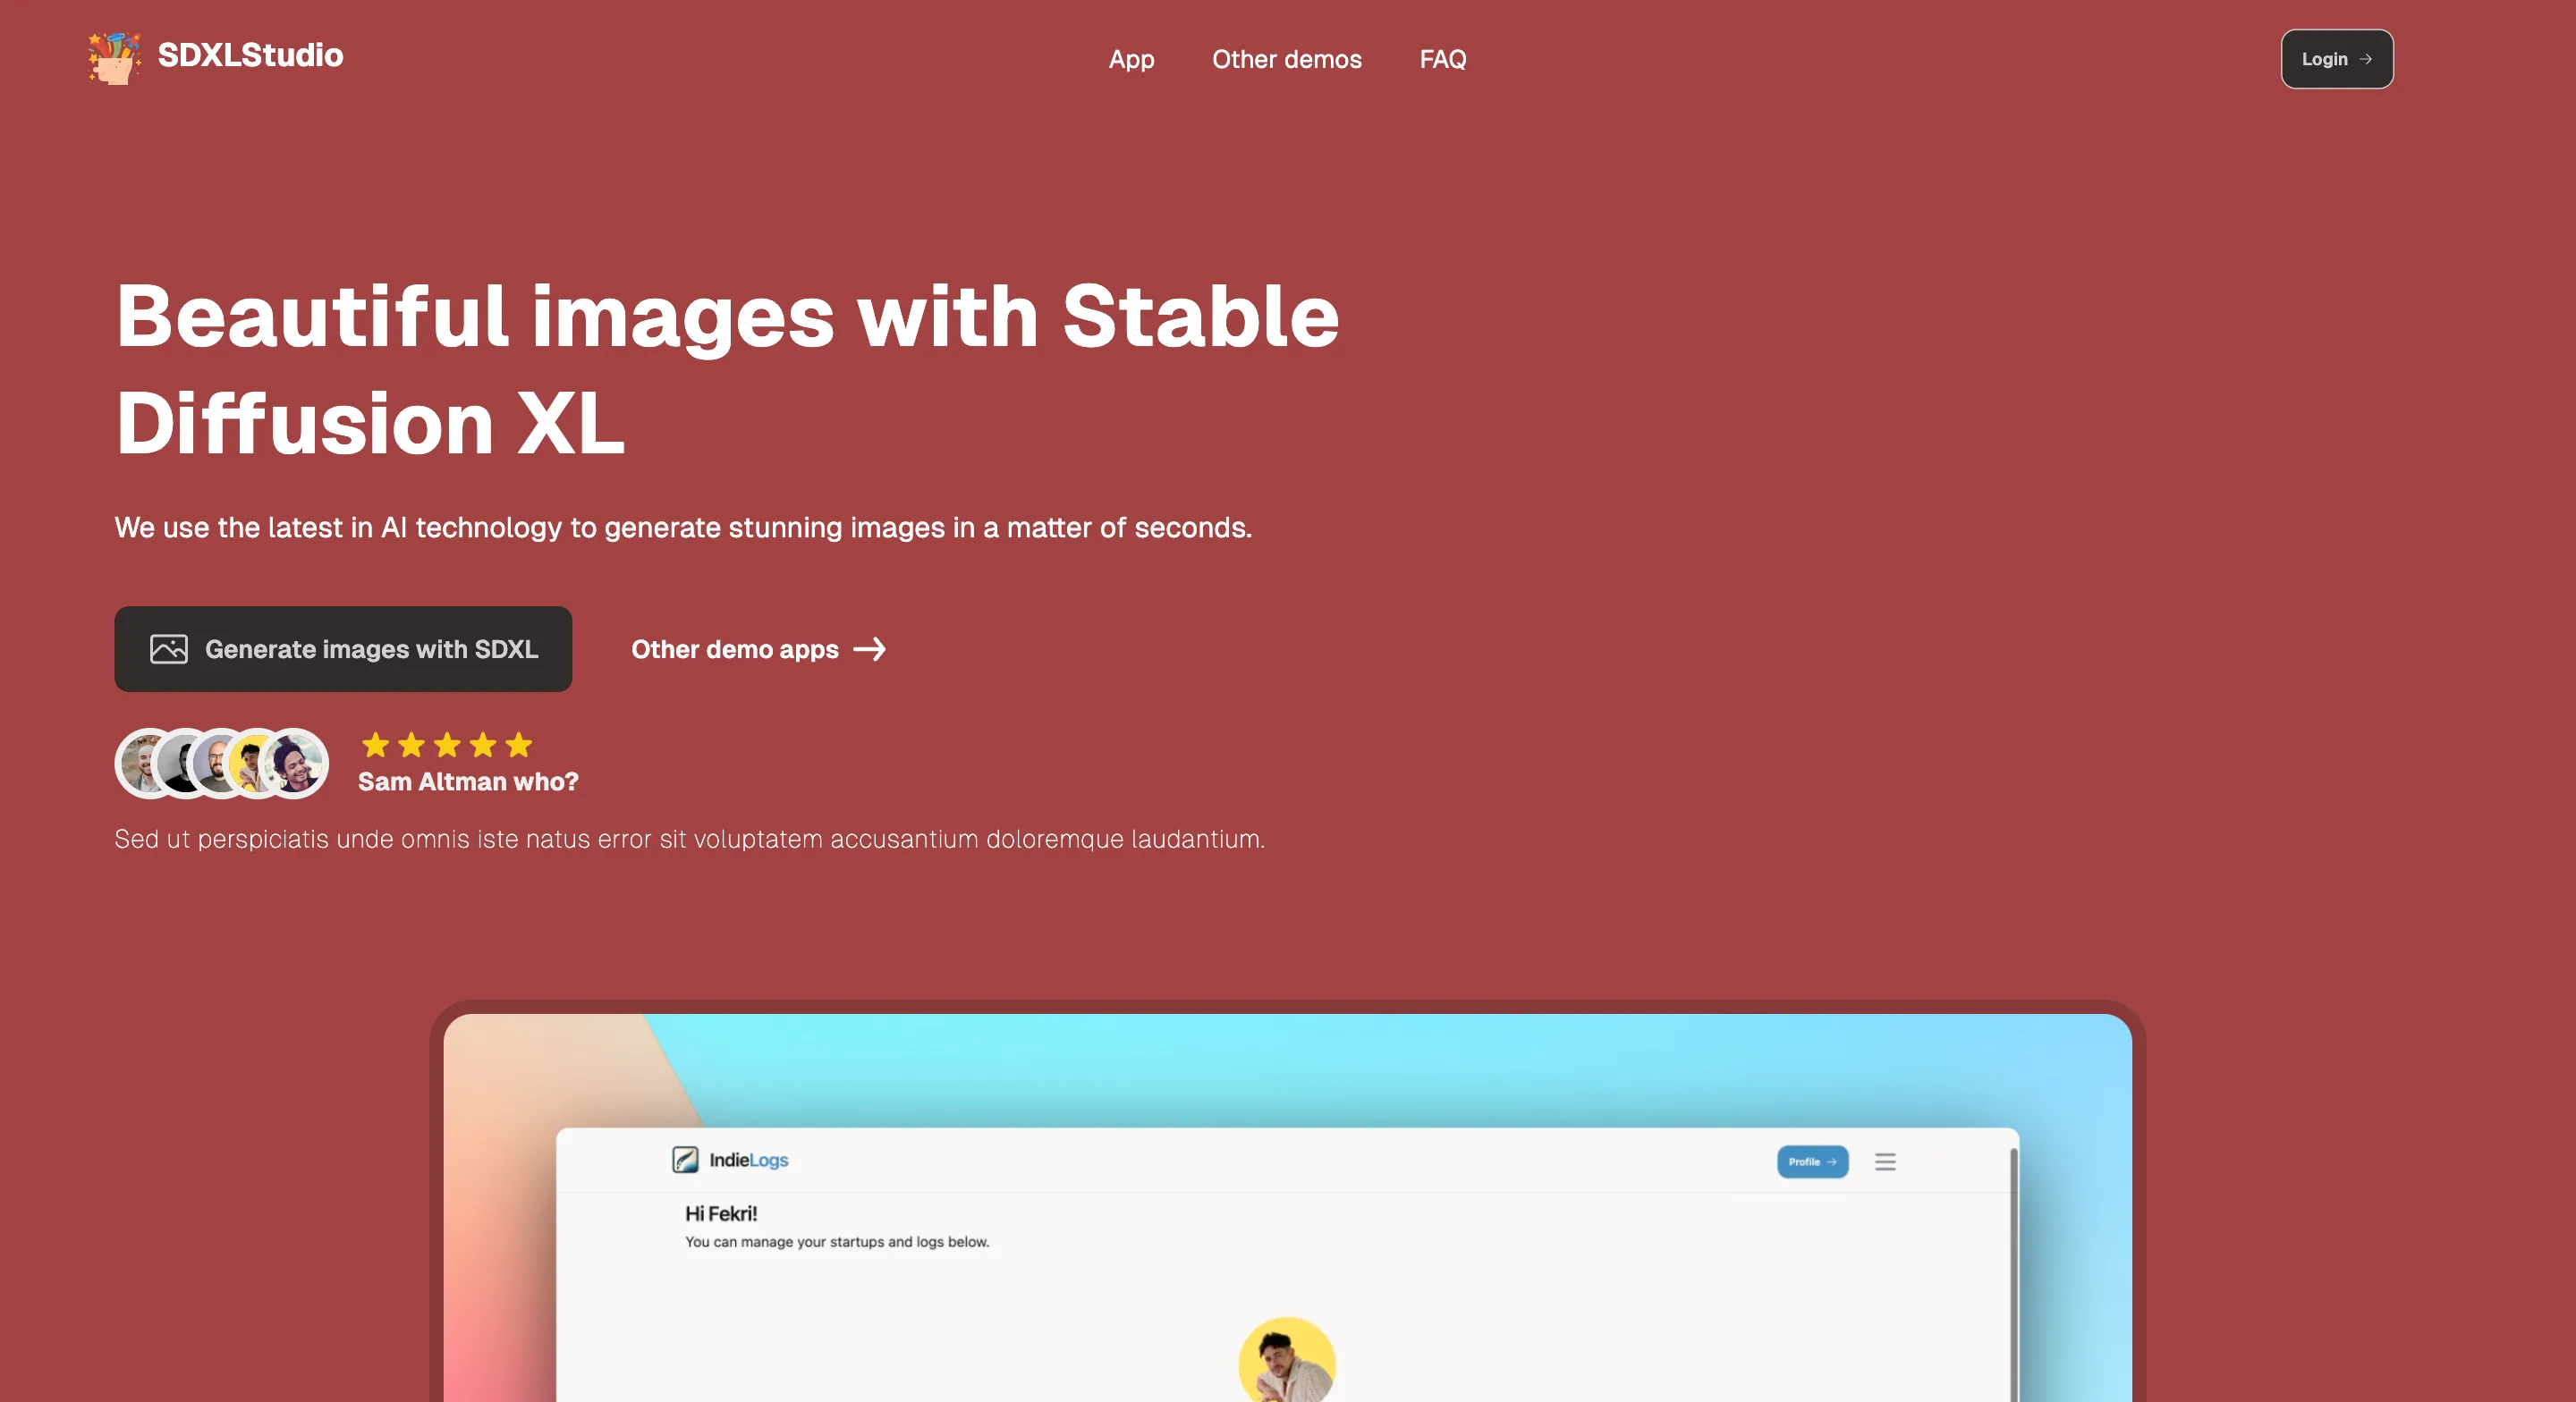 SDXLStudio
App
Other demos
FAQ
Login
Beautiful images with Stable
Diffusion XL
We use the latest in AI technology to generate stunning images in a matter of seconds.
Generate images with SDXL
Other demo apps
Sam Altman who?
Sed ut perspiciatis unde omnis iste natus error sit voluptatem accusantium doloremque laudantium.
IndieLogs
Profile
Hi Fekri!
You can manage your startups and logs below.